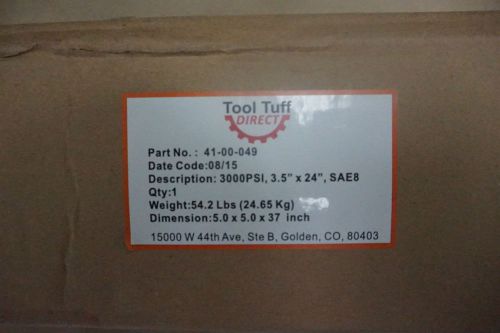 Tool Tuff
DIRECT
Part No. : 41-00-049
Date Code:08/15
Description: 3000PSI, 3.5" x 24", SAE8
Qty:1
Weight:54.2 Lbs (24.65 Kg)
Dimension:5.0 x 5.0 x 37 inch
15000 W 44th Ave, Ste B, Golden, CO, 80403